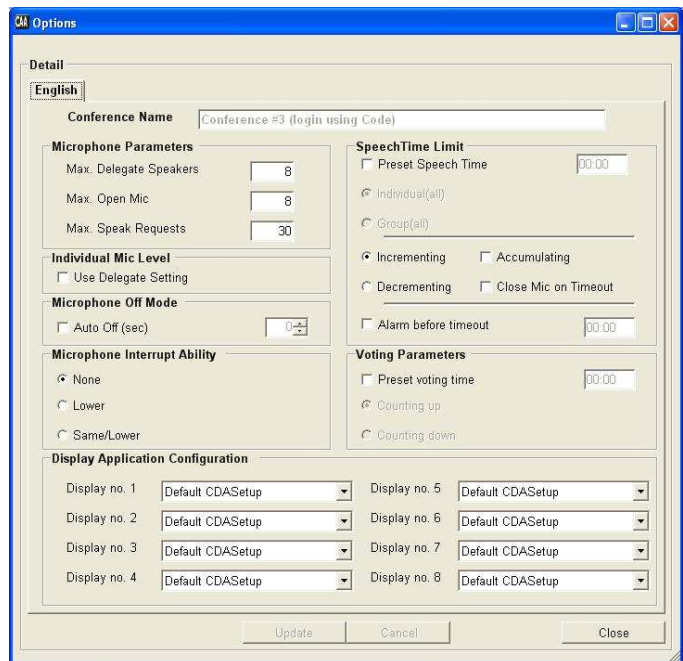 CAA Options
Detail
English
Conference Name Conference #3 (login using Code)
Microphone Parameters
Max. Delegate Speakers 8
Max. Open Mic 8
Max. Speak Requests 30
Individual Mic Level
Use Delegate Setting
Microphone Off Mode
Auto Off (sec) 0
Microphone Interrupt Ability
None
Lower
Same/Lower
SpeechTime Limit
Preset Speech Time 00:00
Individual(all)
Group(all)
Incrementing Accumulating
Decrementing Close Mic on Timeout
Alarm before timeout 00:00
Voting Parameters
Preset voting time 00:00
Counting up
Counting down
Display Application Configuration
Display no. 1 Default CDASetup
Display no. 2 Default CDASetup
Display no. 3 Default CDASetup
Display no. 4 Default CDASetup
Display no. 5 Default CDASetup
Display no. 6 Default CDASetup
Display no. 7 Default CDASetup
Display no. 8 Default CDASetup
Update Cancel Close